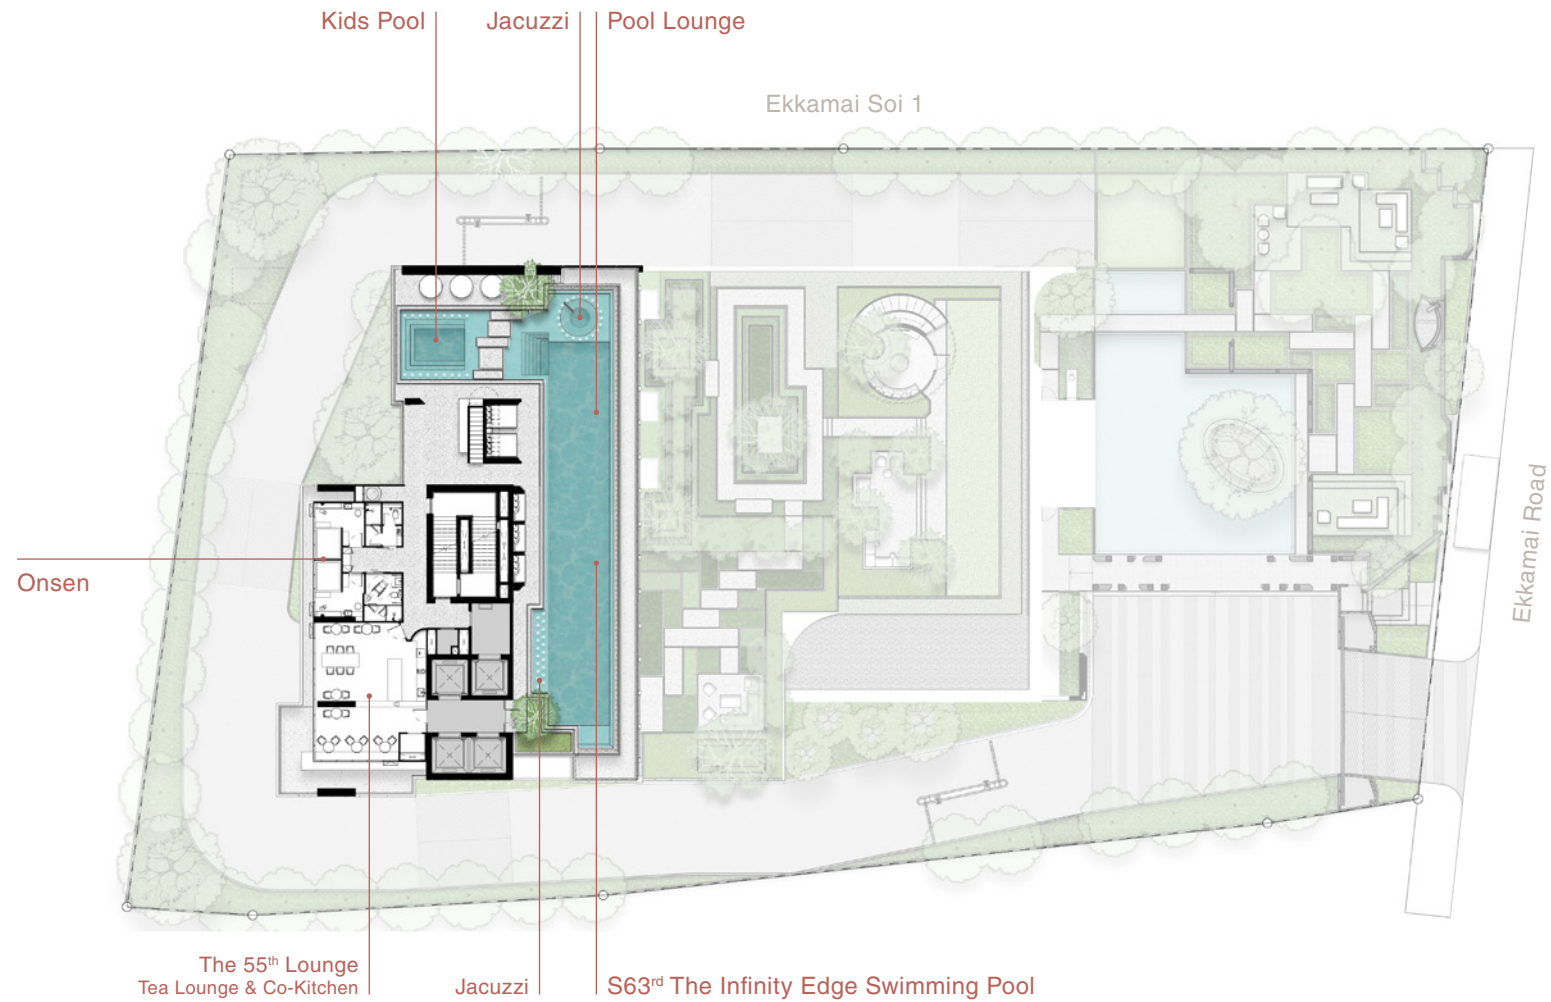 Kids Pool
Jacuzzi
Pool Lounge
Ekkamai Soi 1
Onsen
Ekkamai Road
The 55th Lounge
Tea Lounge & Co-Kitchen
Jacuzzi
S63rd The Infinity Edge Swimming Pool